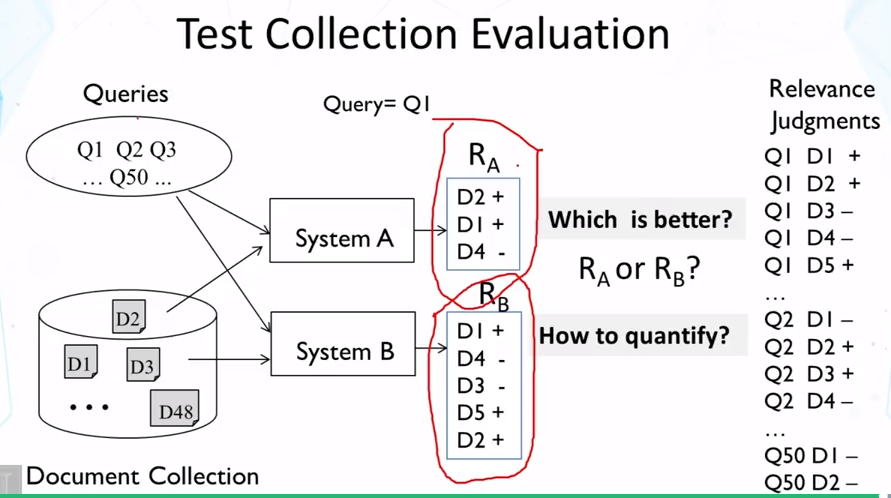 Test Collection Evaluation
Queries
Q1 Q2 Q3
... Q50 ...
Query= Q1
System A
System B
R_A
D2 +
D1 +
D4 -
R_B
D1 +
D4 -
D3 -
D5 +
D2 +
Which is better?
R_A or R_B?
How to quantify?
D2
D1
D3
...
D48
Document Collection
Relevance
Judgments
Q1 D1 +
Q1 D2 +
Q1 D3 –
Q1 D4 –
Q1 D5 +
...
Q2 D1 –
Q2 D2 +
Q2 D3 +
Q2 D4 –
...
Q50 D1 –
Q50 D2 –